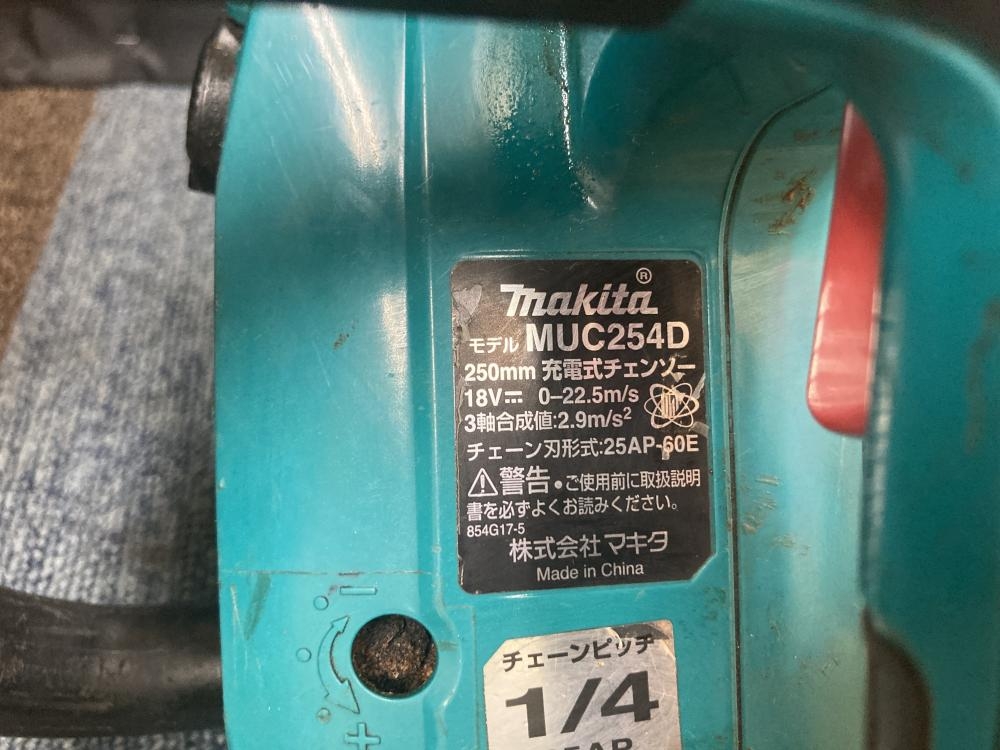 makita®
モデル MUC254D
250mm 充電式チェンソー
18V⎓ 0–22.5m/s
3軸合成値:2.9m/s²
チェーン刃形式:25AP-60E
⚠警告・ご使用前に取扱説明
書を必ずよくお読みください。
854G17-5
株式会社マキタ
Made in China
チェーンピッチ
1/4
−
+